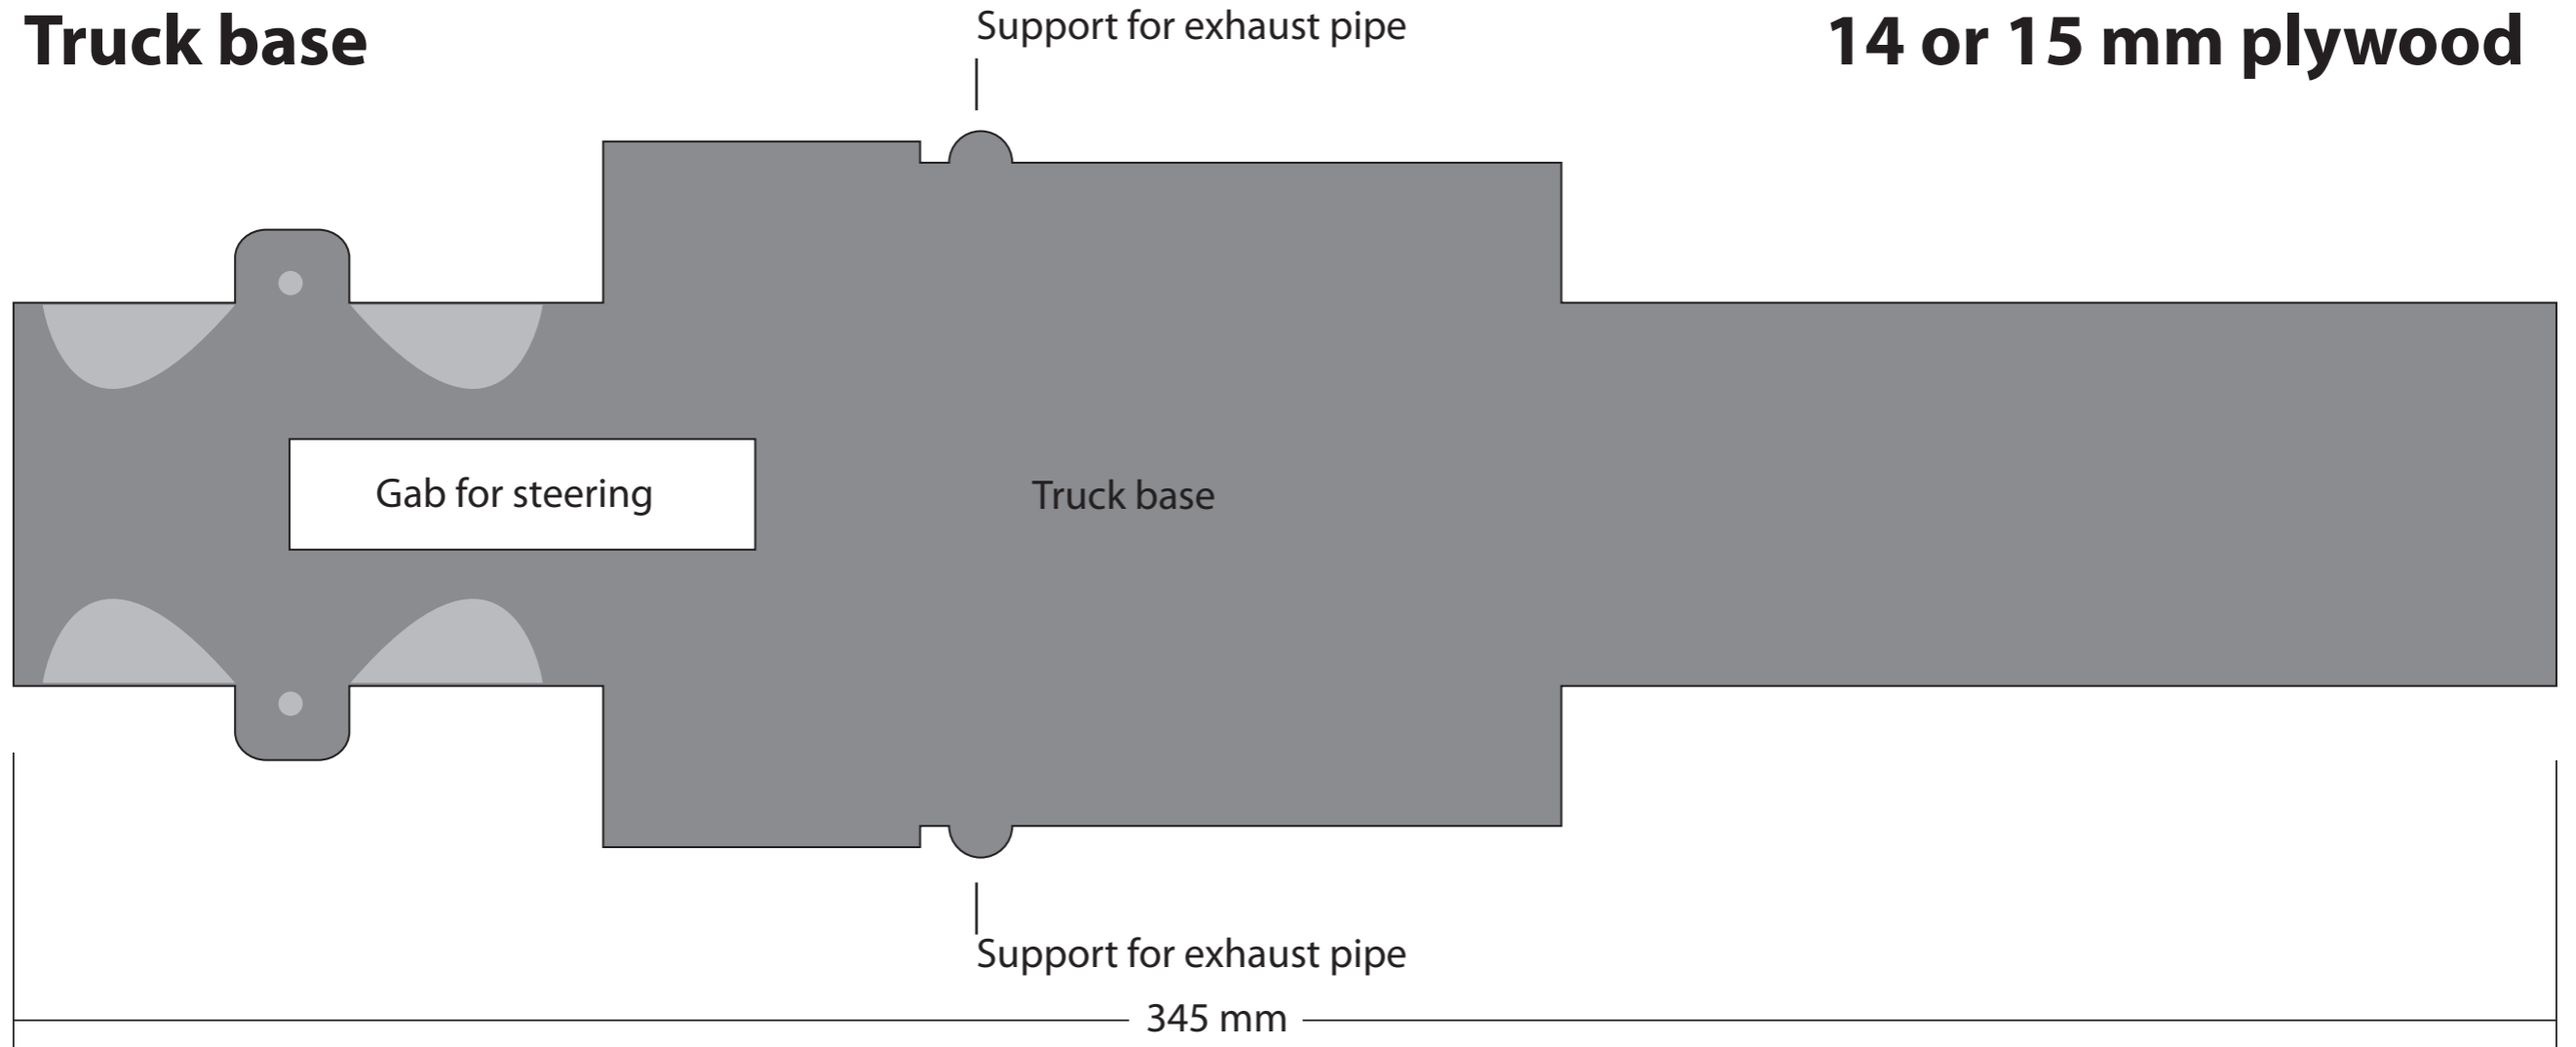 Truck base
Support for exhaust pipe
14 or 15 mm plywood
Gab for steering
Truck base
Support for exhaust pipe
345 mm